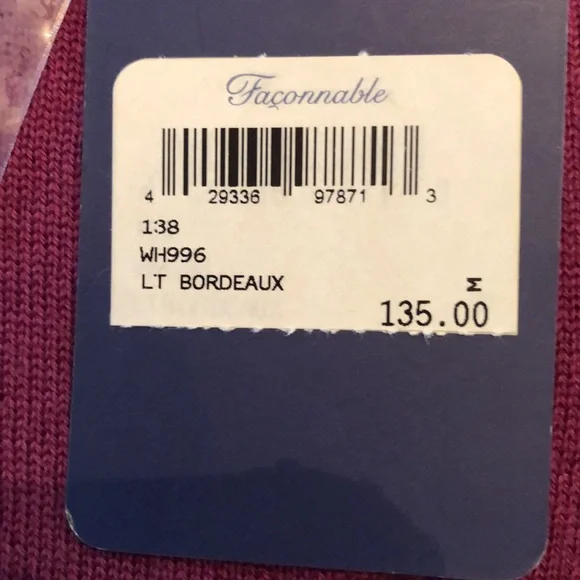 Façonnable
4 29336 97871 3
138
WH996
LT BORDEAUX M
135.00